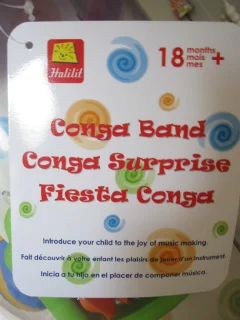 Halilit
18 months +
mois
mes
Conga Band
Conga Surprise
Fiesta Conga
Introduce your child to the joy of music making.
Fait découvrir à votre enfant les plaisirs de jouer d'un instrument.
Inicia a tu hijo en el placer de componer música.